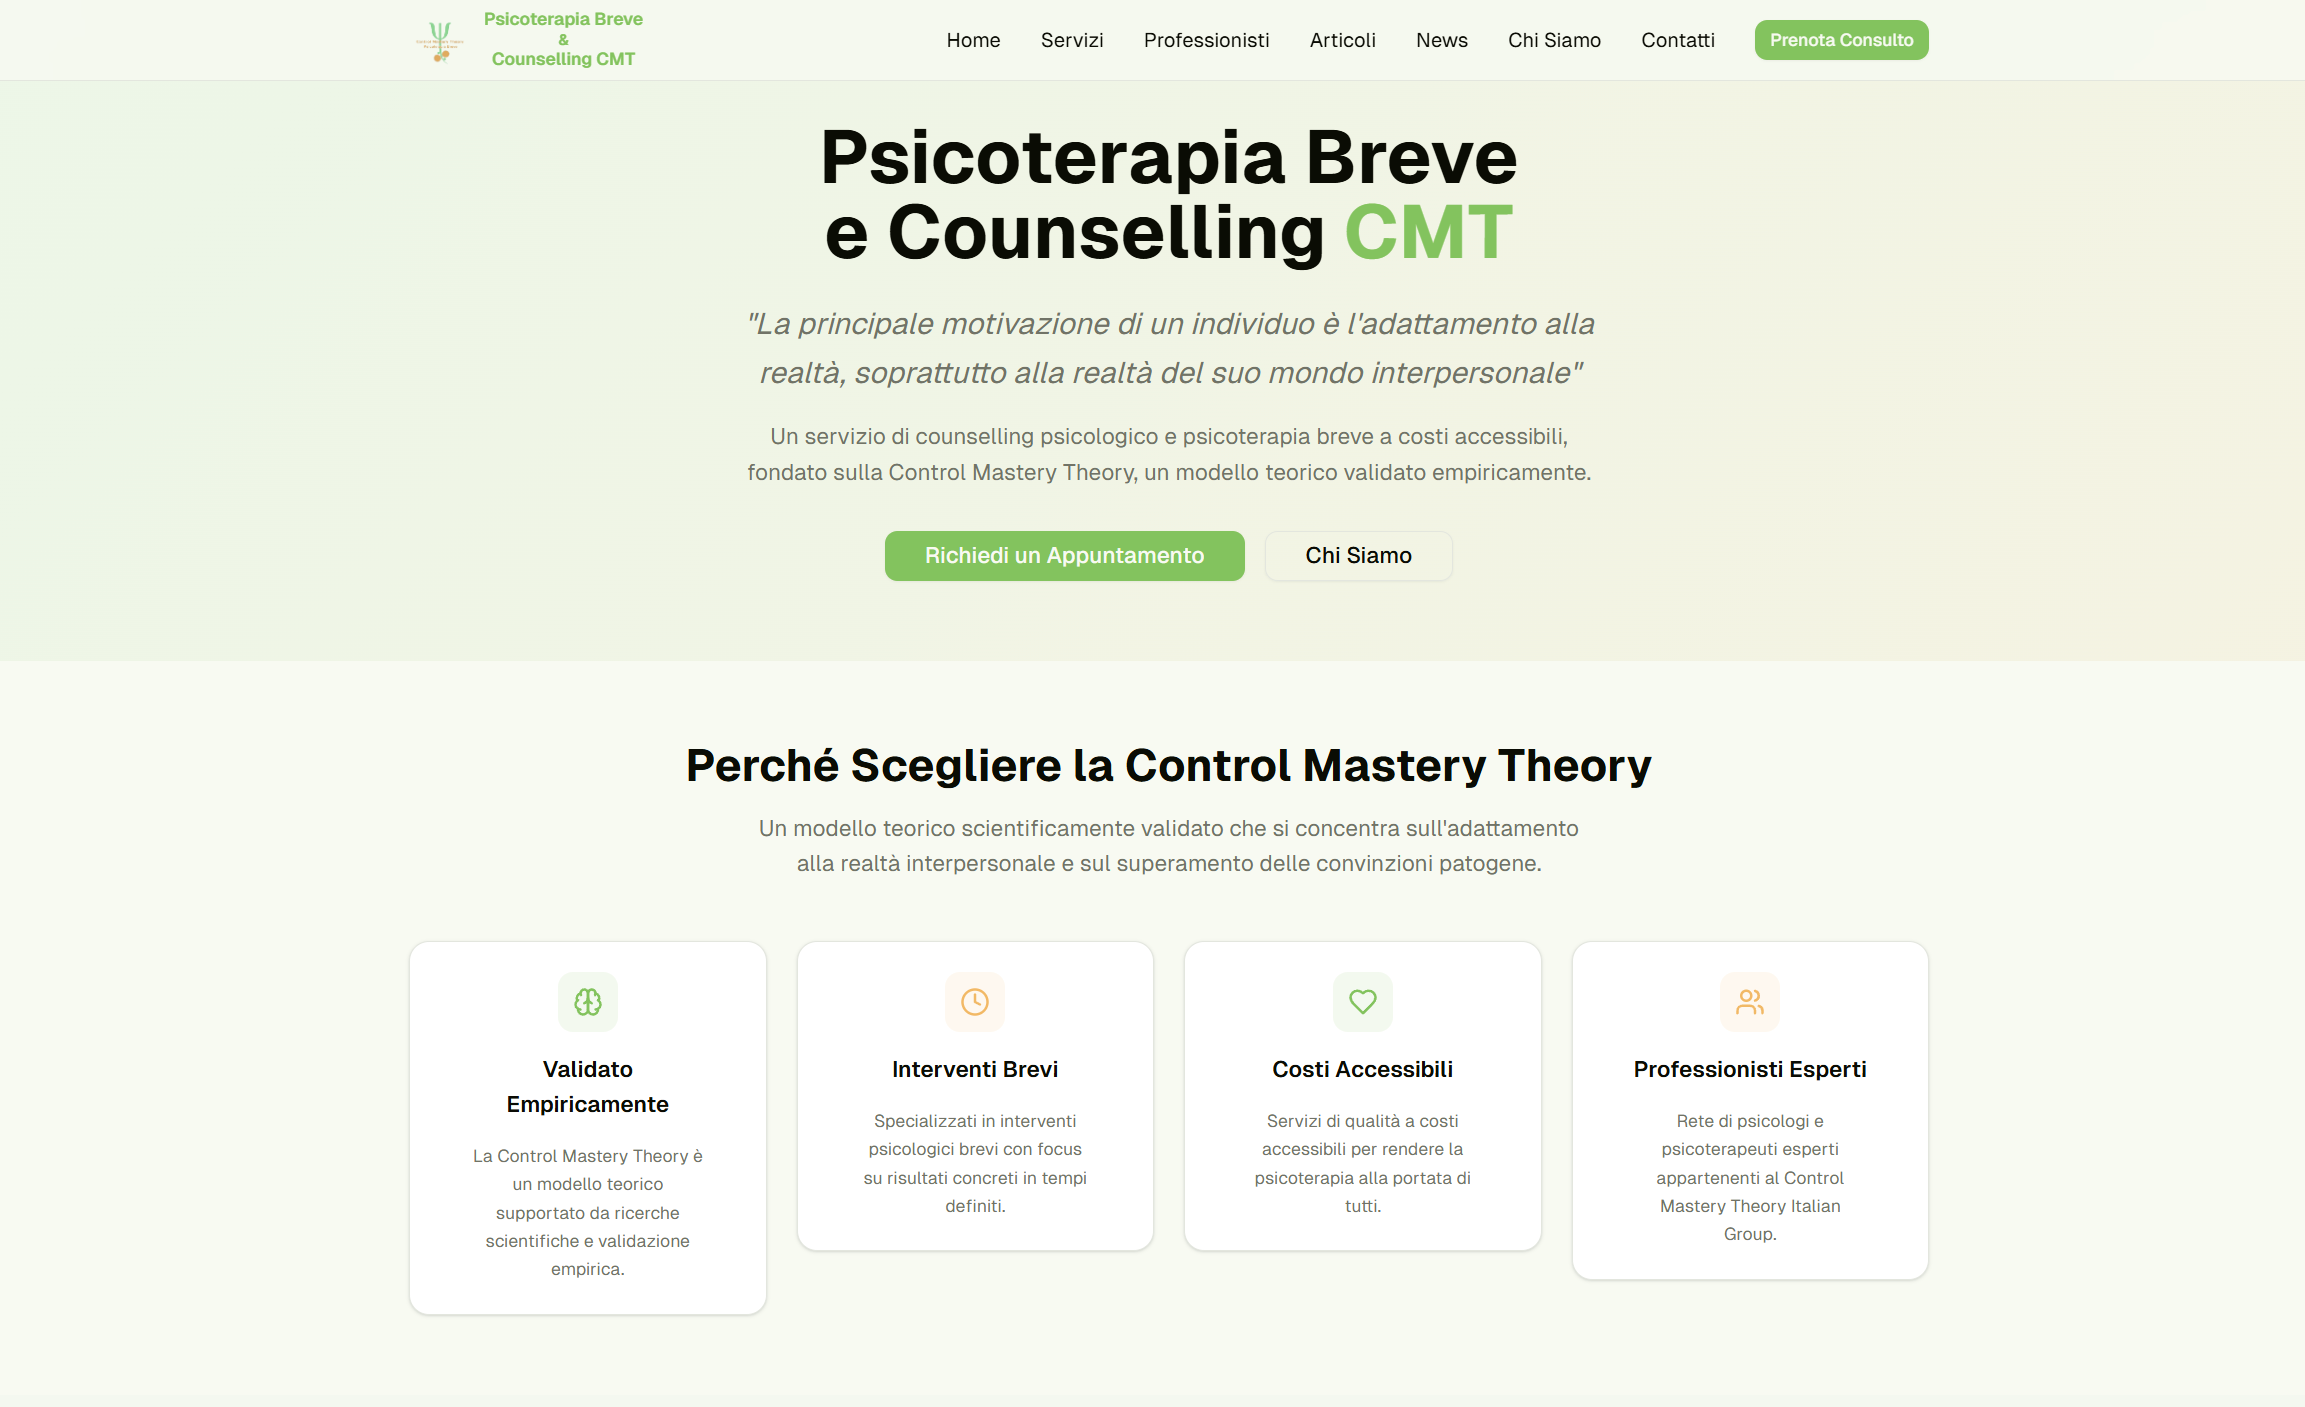 Psicoterapia Breve
&
Counselling CMT
Home
Servizi
Professionisti
Articoli
News
Chi Siamo
Contatti
Prenota Consulto
Psicoterapia Breve
e Counselling CMT
"La principale motivazione di un individuo è l'adattamento alla
realtà, soprattutto alla realtà del suo mondo interpersonale"
Un servizio di counselling psicologico e psicoterapia breve a costi accessibili,
fondato sulla Control Mastery Theory, un modello teorico validato empiricamente.
Richiedi un Appuntamento
Chi Siamo
Perché Scegliere la Control Mastery Theory
Un modello teorico scientificamente validato che si concentra sull'adattamento
alla realtà interpersonale e sul superamento delle convinzioni patogene.
Validato
Empiricamente
La Control Mastery Theory è
un modello teorico
supportato da ricerche
scientifiche e validazione
empirica.
Interventi Brevi
Specializzati in interventi
psicologici brevi con focus
su risultati concreti in tempi
definiti.
Costi Accessibili
Servizi di qualità a costi
accessibili per rendere la
psicoterapia alla portata di
tutti.
Professionisti Esperti
Rete di psicologi e
psicoterapeuti esperti
appartenenti al Control
Mastery Theory Italian
Group.